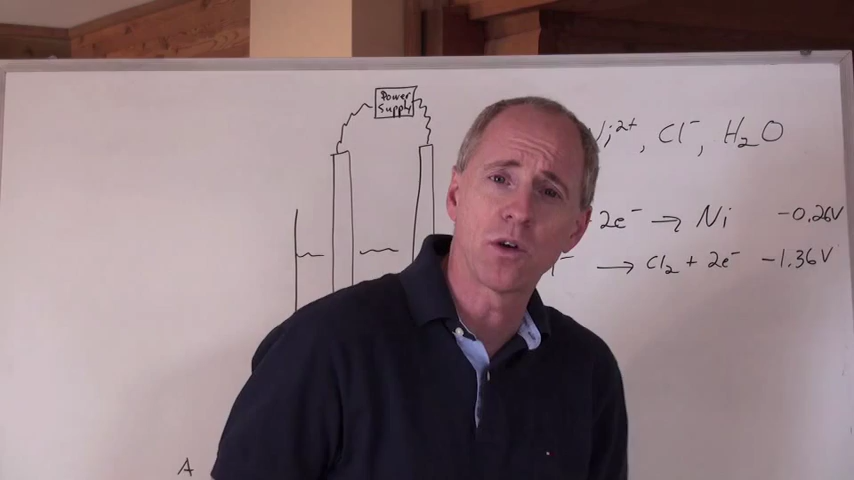 Power
Supply
i²⁺, Cl⁻, H₂O
2e⁻ → Ni -0.26V
⁻ → Cl₂ + 2e⁻ -1.36V
A